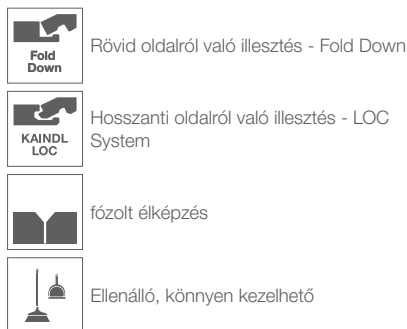 Fold
Down
Rövid oldalról való illesztés - Fold Down
KAINDL
LOC
Hosszanti oldalról való illesztés - LOC
System
fózolt élképzés
Ellenálló, könnyen kezelhető